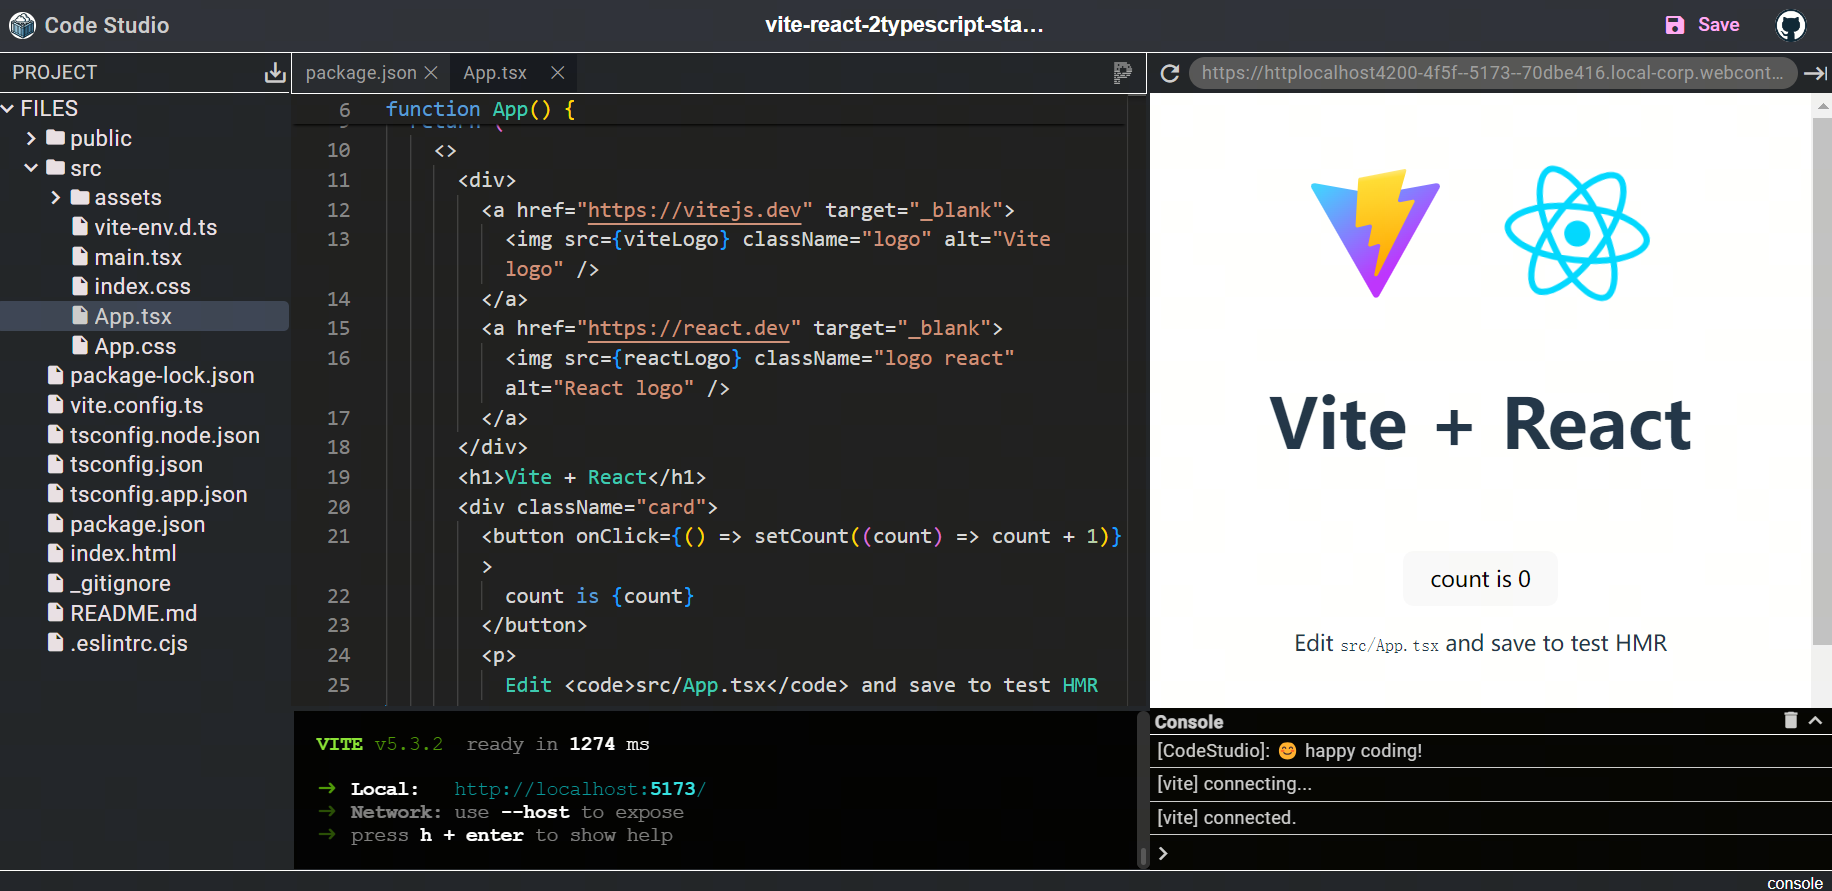 Code Studio
vite-react-2typescript-sta...
Save
PROJECT
package.json
App.tsx
https://httplocalhost4200-4f5f--5173--70dbe416.local-corp.webcont...
FILES
public
src
assets
vite-env.d.ts
main.tsx
index.css
App.tsx
App.css
package-lock.json
vite.config.ts
tsconfig.node.json
tsconfig.json
tsconfig.app.json
package.json
index.html
_gitignore
README.md
.eslintrc.cjs
6 function App() {
10 <>
11 <div>
12 <a href="https://vitejs.dev" target="_blank">
13 <img src={viteLogo} className="logo" alt="Vite
logo" />
14 </a>
15 <a href="https://react.dev" target="_blank">
16 <img src={reactLogo} className="logo react"
alt="React logo" />
17 </a>
18 </div>
19 <h1>Vite + React</h1>
20 <div className="card">
21 <button onClick={() => setCount((count) => count + 1)}
>
22 count is {count}
23 </button>
24 <p>
25 Edit <code>src/App.tsx</code> and save to test HMR
VITE v5.3.2 ready in 1274 ms
→ Local: http://localhost:5173/
→ Network: use --host to expose
→ press h + enter to show help
Vite + React
count is 0
Edit src/App.tsx and save to test HMR
Console
[CodeStudio]: 😊 happy coding!
[vite] connecting...
[vite] connected.
console